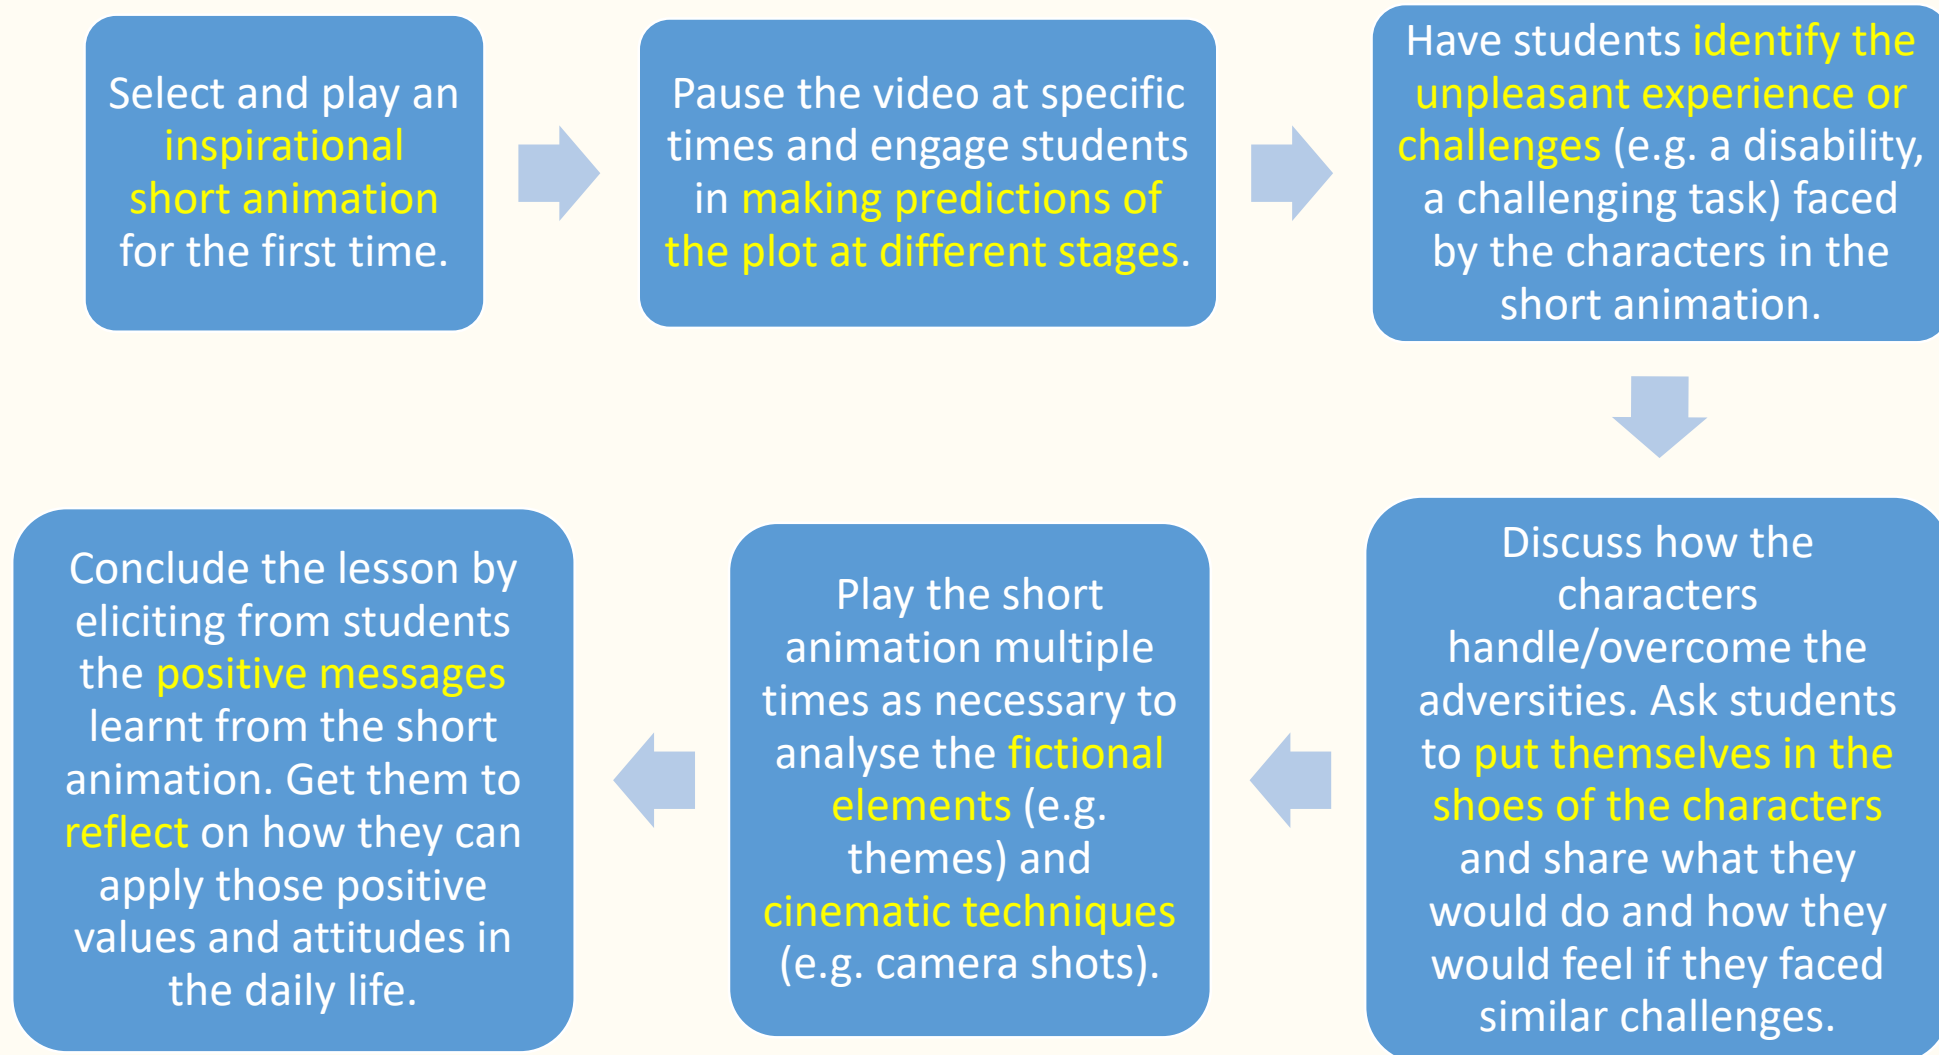 Select and play an
inspirational
short animation
for the first time.
Pause the video at specific
times and engage students
in making predictions of
the plot at different stages.
Have students identify the
unpleasant experience or
challenges (e.g. a disability,
a challenging task) faced
by the characters in the
short animation.
Discuss how the
characters
handle/overcome the
adversities. Ask students
to put themselves in the
shoes of the characters
and share what they
would do and how they
would feel if they faced
similar challenges.
Play the short
animation multiple
times as necessary to
analyse the fictional
elements (e.g.
themes) and
cinematic techniques
(e.g. camera shots).
Conclude the lesson by
eliciting from students
the positive messages
learnt from the short
animation. Get them to
reflect on how they can
apply those positive
values and attitudes in
the daily life.